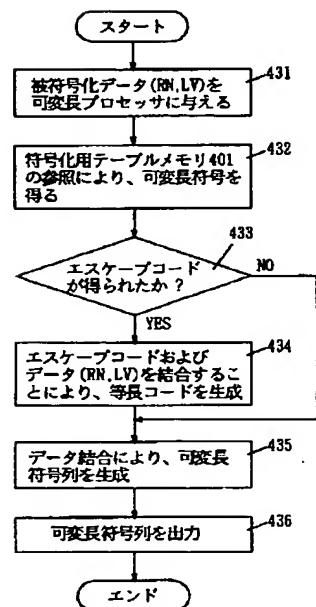 スタート
431
被符号化データ(RN,LV)を
可変長プロセッサに与える
432
符号化用テーブルメモリ401
の参照により、可変長符号を
得る
433
エスケープコード
が得られたか ?
NO
YES
434
エスケープコードおよび
データ(RN,LV)を結合するこ
とにより、等長コードを生成
435
データ結合により、可変長
符号列を生成
436
可変長符号列を出力
エンド